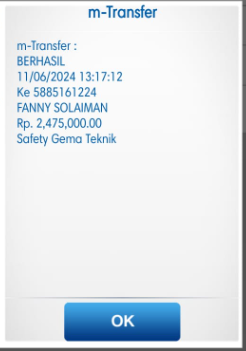 m-Transfer
m-Transfer :
BERHASIL
11/06/2024 13:17:12
Ke 5885161224
FANNY SOLAIMAN
Rp. 2,475,000.00
Safety Gema Teknik
OK